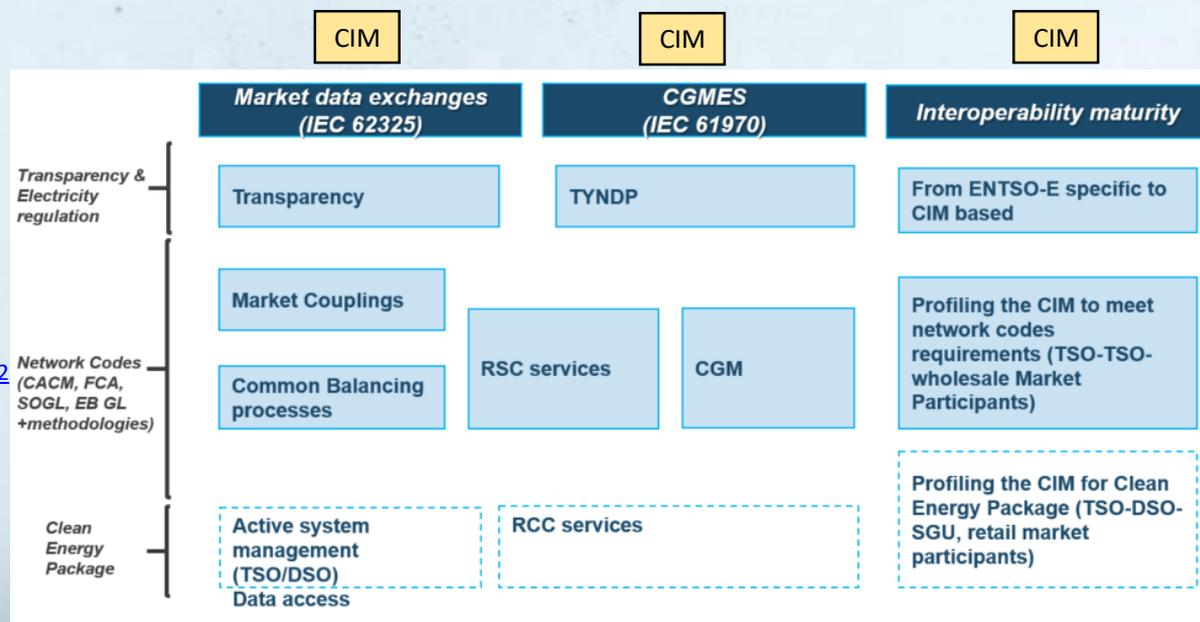 CIM
CIM
CIM
Market data exchanges
(IEC 62325)
CGMES
(IEC 61970)
Interoperability maturity
Transparency &
Electricity
regulation
Transparency
TYNDP
From ENTSO-E specific to
CIM based
2
Network Codes
(CACM, FCA,
SOGL, EB GL
+methodologies)
Market Couplings
Common Balancing
processes
RSC services
CGM
Profiling the CIM to meet
network codes
requirements (TSO-TSO-
wholesale Market
Participants)
Clean
Energy
Package
Active system
management
(TSO/DSO)
Data access
RCC services
Profiling the CIM for Clean
Energy Package (TSO-DSO-
SGU, retail market
participants)